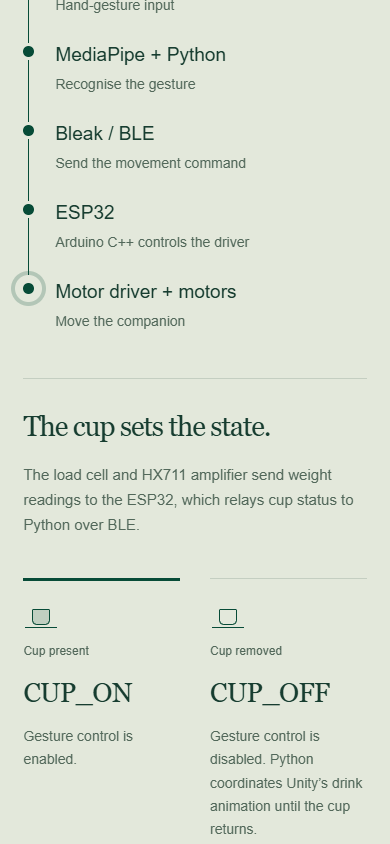 Hand-gesture input
MediaPipe + Python
Recognise the gesture
Bleak / BLE
Send the movement command
ESP32
Arduino C++ controls the driver
Motor driver + motors
Move the companion
The cup sets the state.
The load cell and HX711 amplifier send weight
readings to the ESP32, which relays cup status to
Python over BLE.
Cup present
CUP_ON
Gesture control is
enabled.
Cup removed
CUP_OFF
Gesture control is
disabled. Python
coordinates Unity’s drink
animation until the cup
returns.